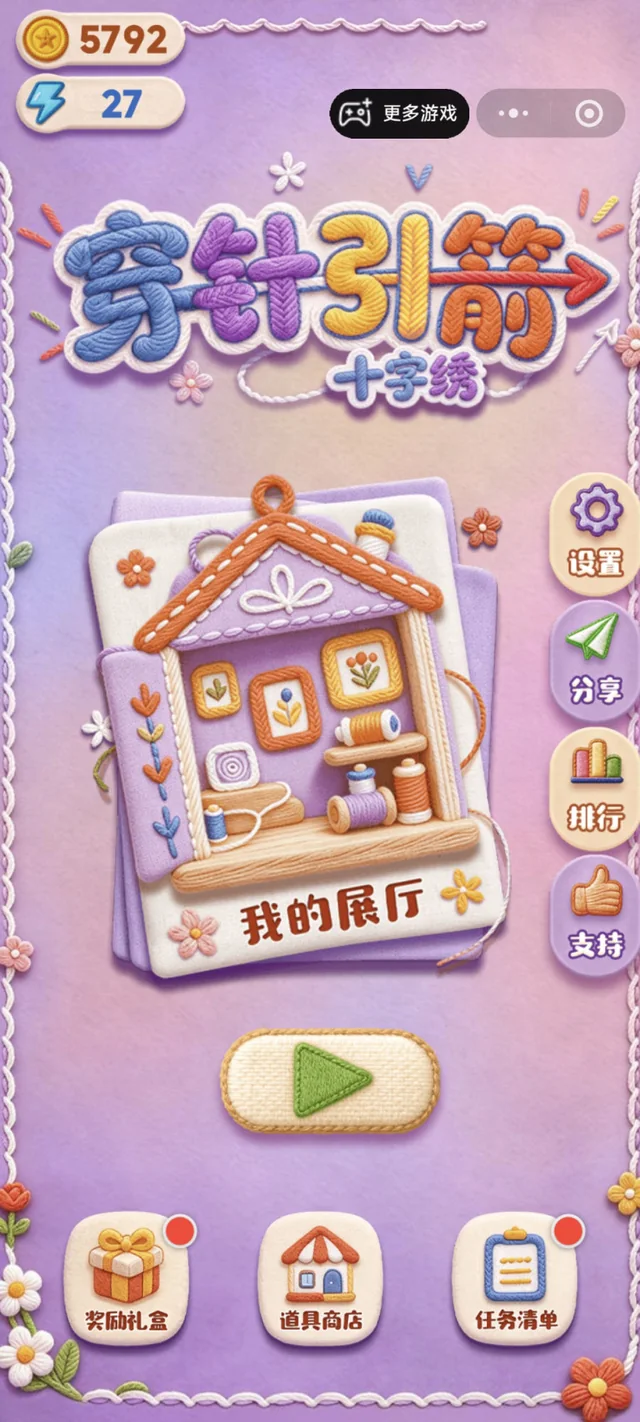 5792
27
更多游戏
穿针引箭
十字绣
设置
分享
排行
支持
我的展厅
奖励礼盒
道具商店
任务清单